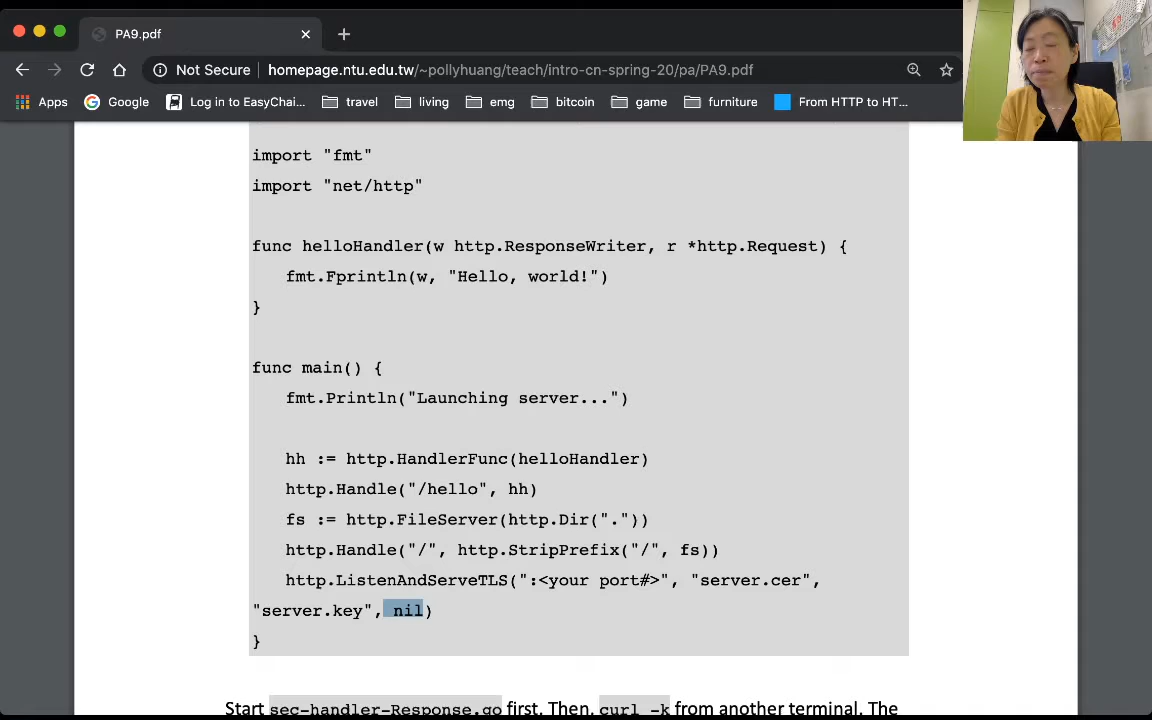 PA9.pdf
Not Secure homepage.ntu.edu.tw/~pollyhuang/teach/intro-cn-spring-20/pa/PA9.pdf
Apps Google Log in to EasyChai... travel living emg bitcoin game furniture From HTTP to HT...
import "fmt"
import "net/http"
func helloHandler(w http.ResponseWriter, r *http.Request) {
fmt.Fprintln(w, "Hello, world!")
}
func main() {
fmt.Println("Launching server...")
hh := http.HandlerFunc(helloHandler)
http.Handle("/hello", hh)
fs := http.FileServer(http.Dir("."))
http.Handle("/", http.StripPrefix("/", fs))
http.ListenAndServeTLS(":<your port#>", "server.cer",
"server.key", nil)
}
Start sec-handler-Response.go first. Then, curl -k from another terminal. The